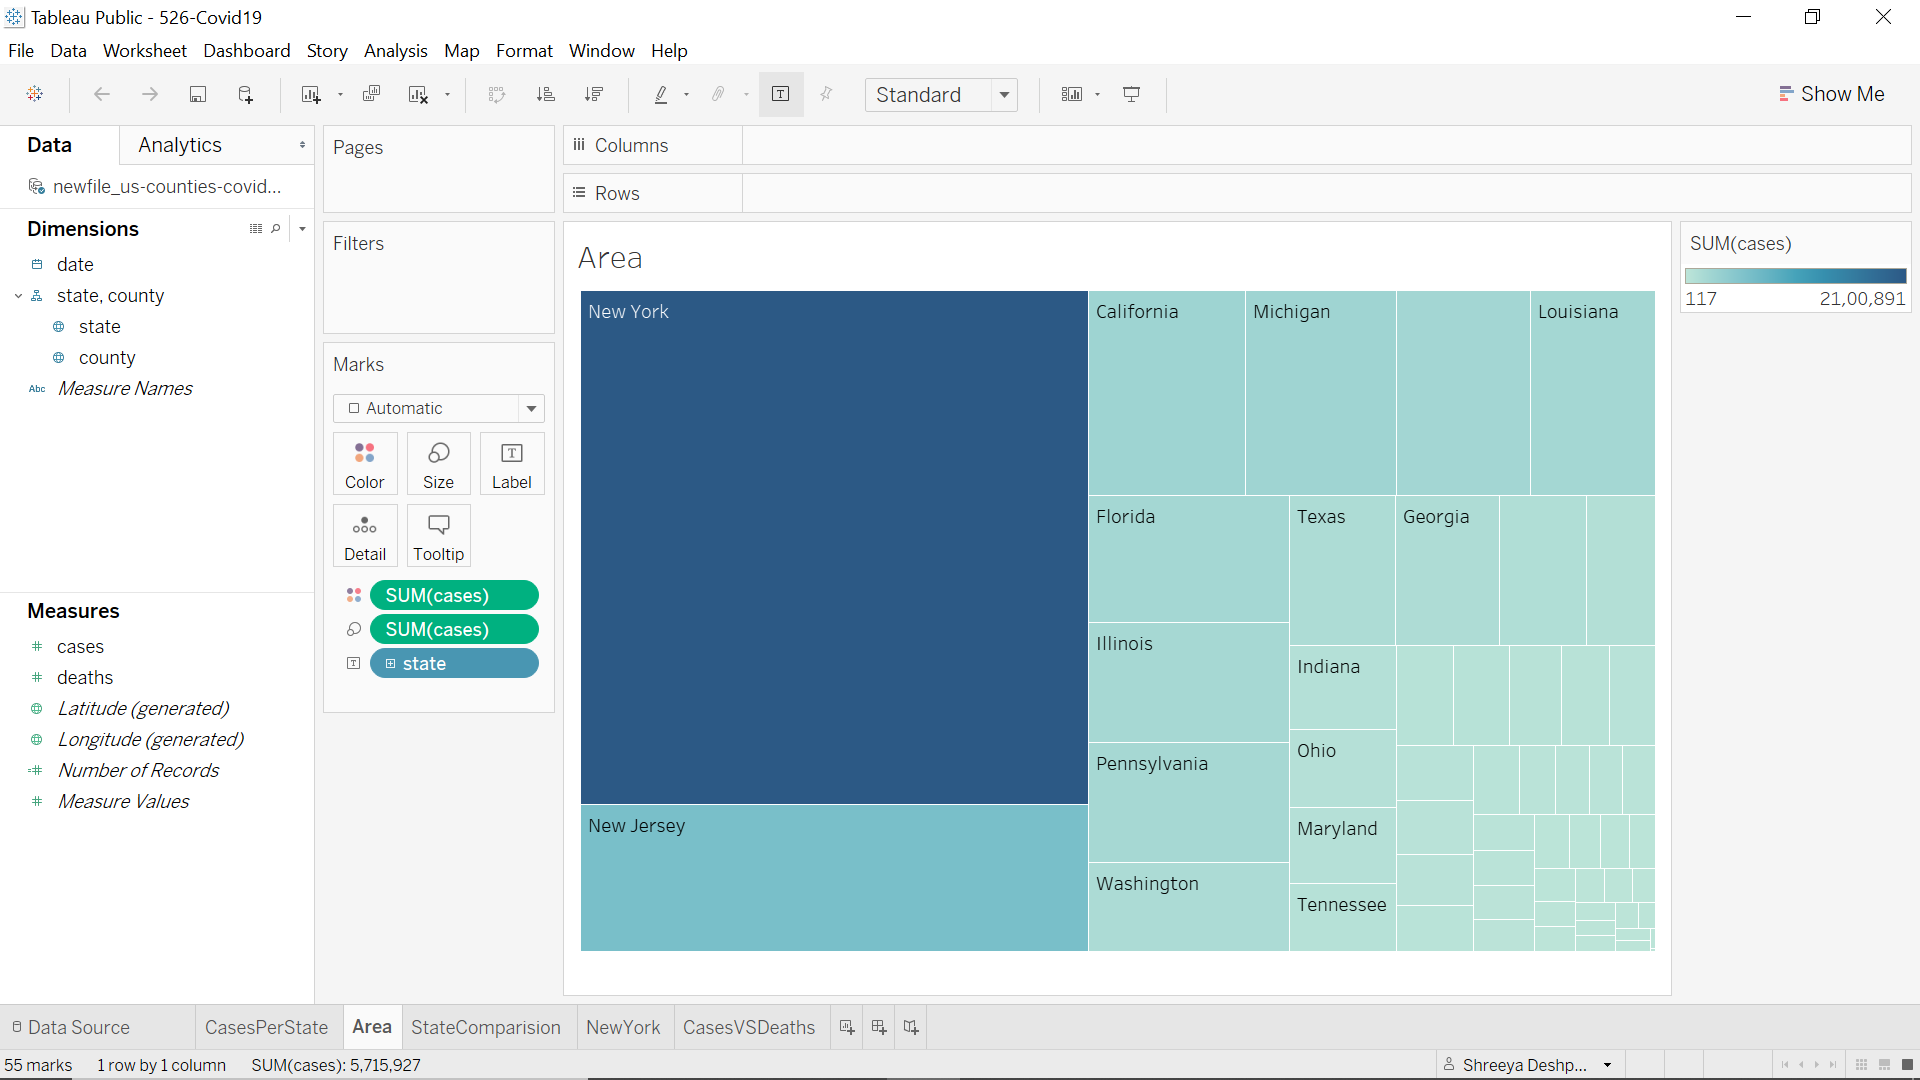 Tableau Public - 526-Covid19
File Data Worksheet Dashboard Story Analysis Map Format Window Help
Standard
Show Me
Data Analytics
newfile_us-counties-covid...
Dimensions
date
state, county
state
county
Abc Measure Names
Measures
cases
deaths
Latitude (generated)
Longitude (generated)
Number of Records
Measure Values
Pages
Filters
Marks
Automatic
Color Size Label
Detail Tooltip
SUM(cases)
SUM(cases)
state
Columns
Rows
Area
New York
California
Michigan
Louisiana
Florida
Texas
Georgia
Illinois
Indiana
Ohio
Pennsylvania
New Jersey
Maryland
Washington
Tennessee
SUM(cases)
117 21,00,891
Data Source CasesPerState Area StateComparision NewYork CasesVSDeaths
55 marks 1 row by 1 column SUM(cases): 5,715,927
Shreeya Deshp...